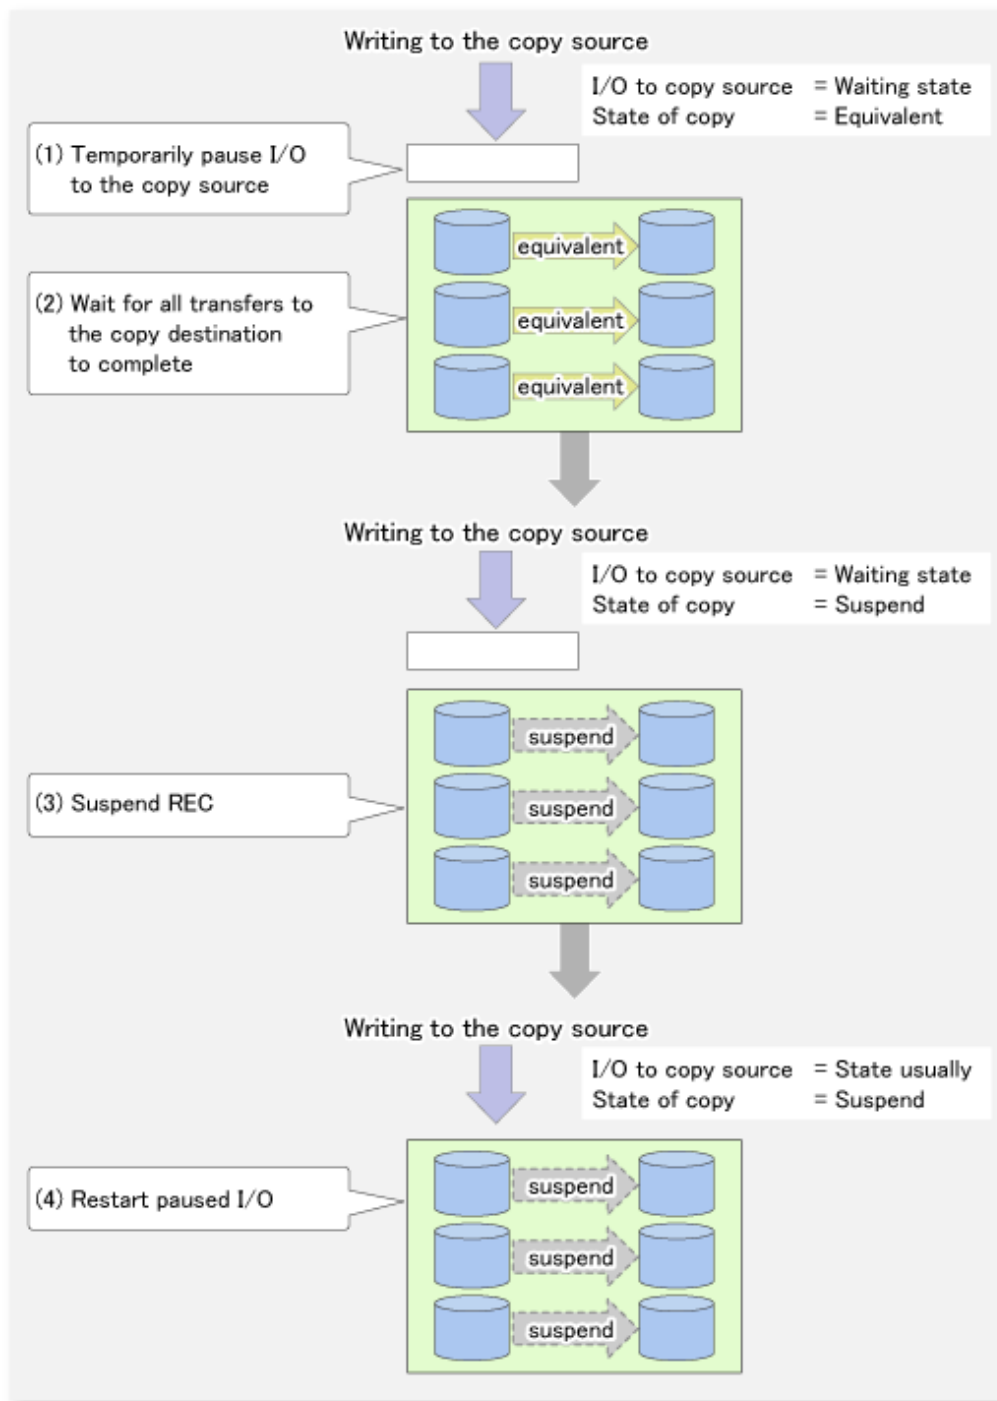 Writing to the copy source
I/O to copy source = Waiting state
State of copy = Equivalent
(1) Temporarily pause I/O
to the copy source
equivalent
(2) Wait for all transfers to
the copy destination
to complete
equivalent
equivalent
Writing to the copy source
I/O to copy source = Waiting state
State of copy = Suspend
suspend
(3) Suspend REC
suspend
suspend
Writing to the copy source
I/O to copy source = State usually
State of copy = Suspend
(4) Restart paused I/O
suspend
suspend
suspend